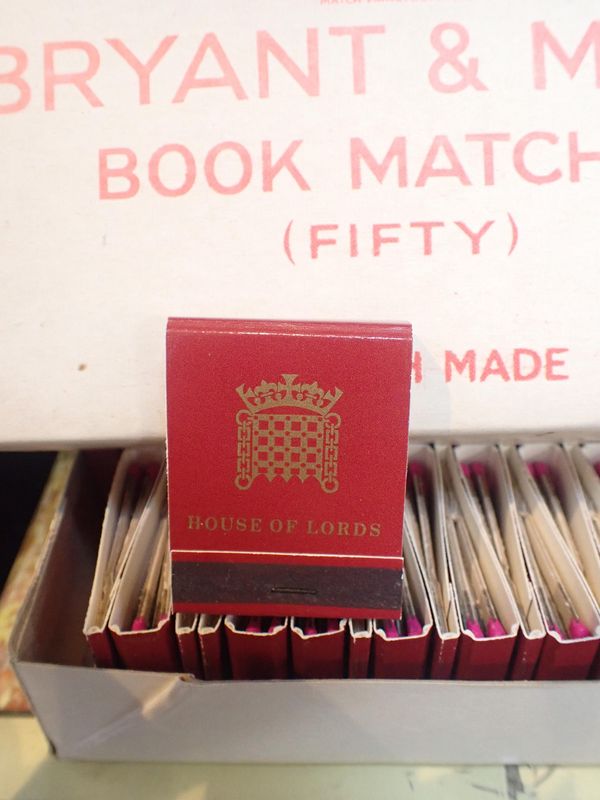 BRYANT & M
BOOK MATCH
(FIFTY)
H MADE
HOUSE OF LORDS